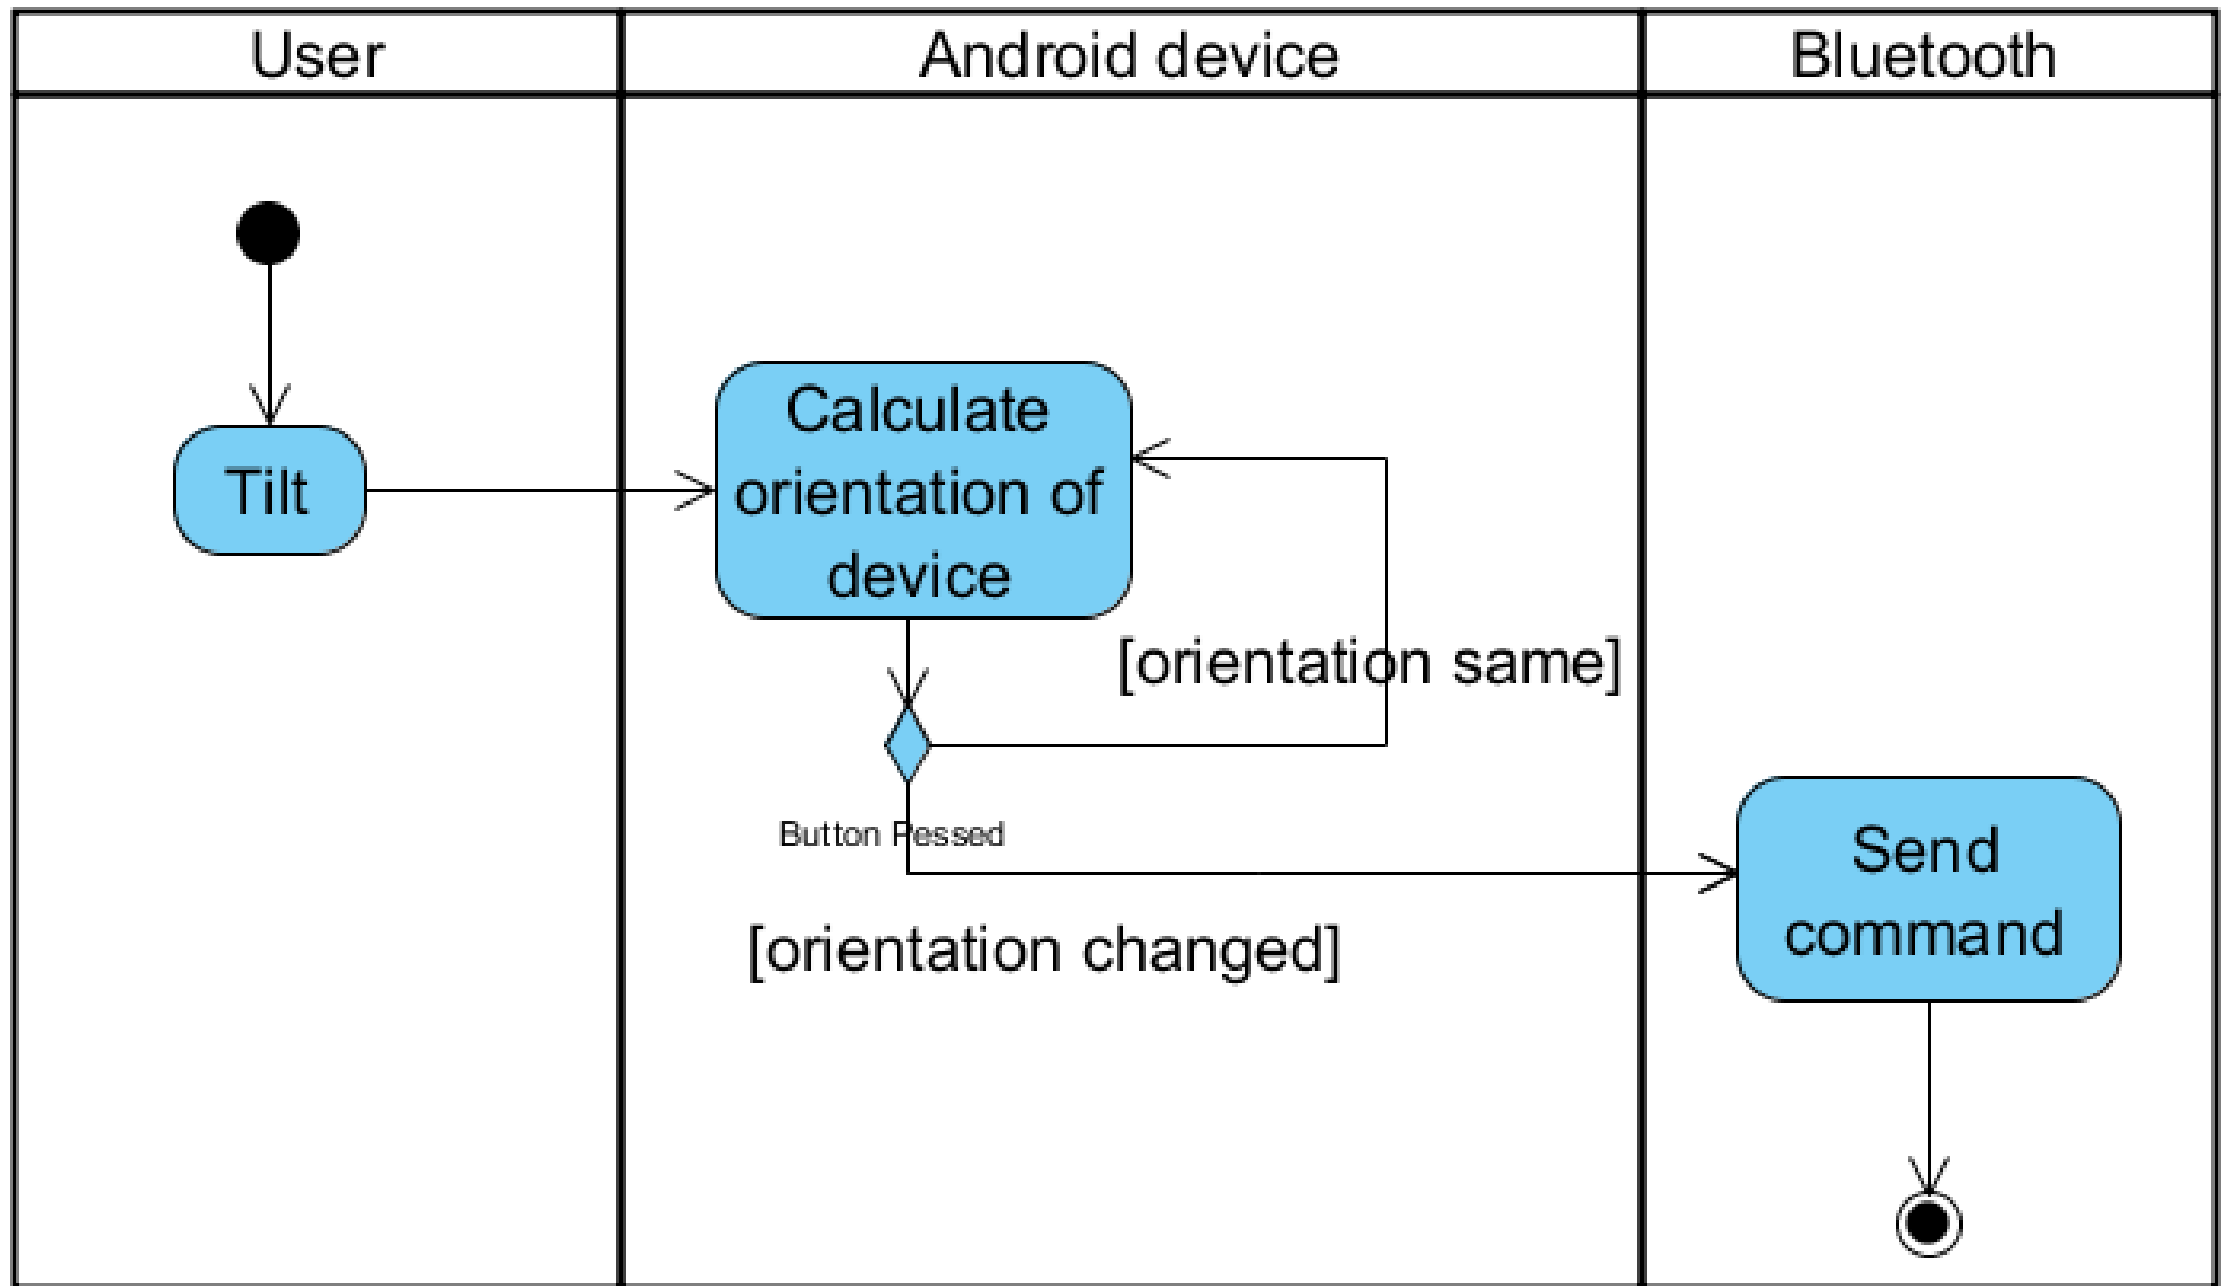 User
Android device
Bluetooth
Tilt
Calculate
orientation of
device
[orientation same]
Button Pessed
[orientation changed]
Send
command